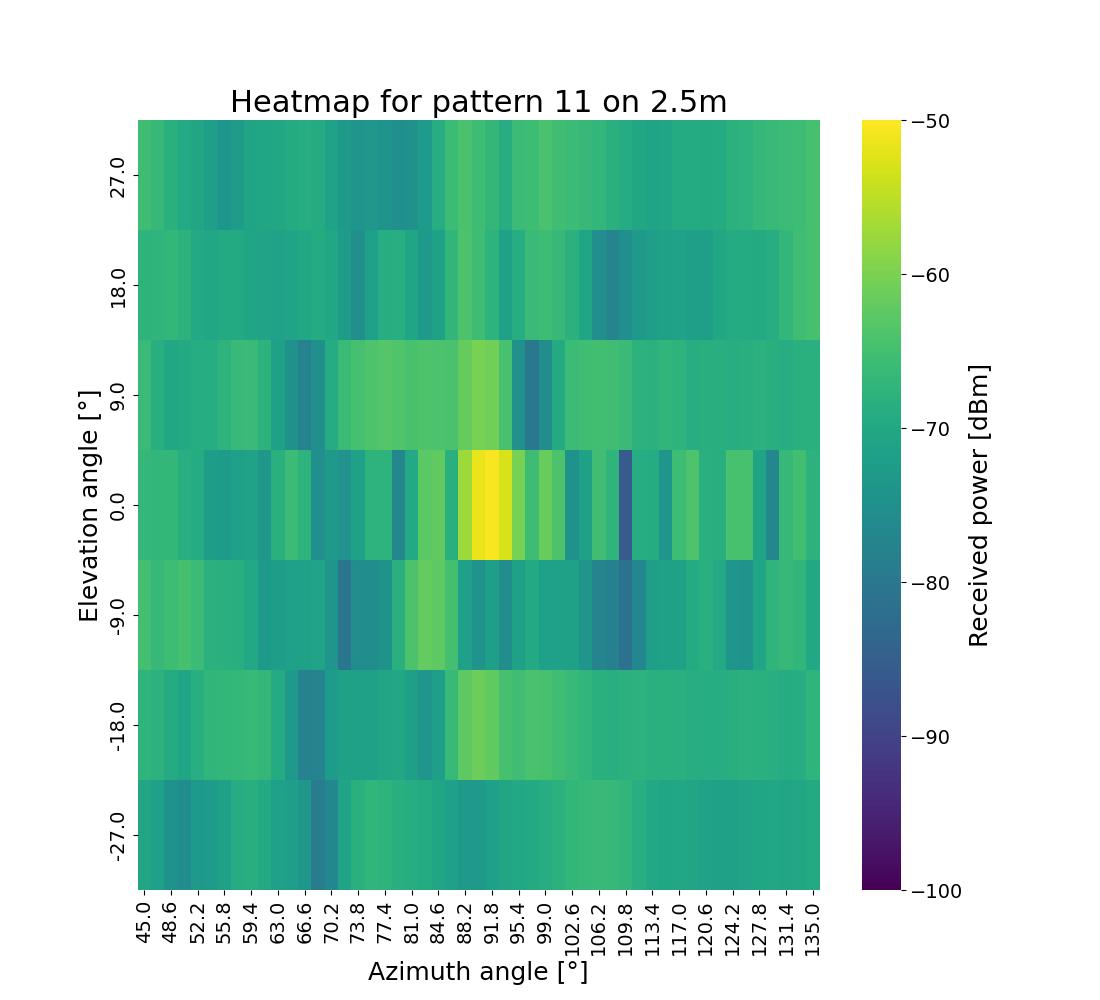 Heatmap for pattern 11 on 2.5m
27.0
18.0
9.0
0.0
-9.0
-18.0
-27.0
Elevation angle [°]
45.0 48.6 52.2 55.8 59.4 63.0 66.6 70.2 73.8 77.4 81.0 84.6 88.2 91.8 95.4 99.0 102.6 106.2 109.8 113.4 117.0 120.6 124.2 127.8 131.4 135.0
Azimuth angle [°]
−50
−60
−70
−80
−90
−100
Received power [dBm]